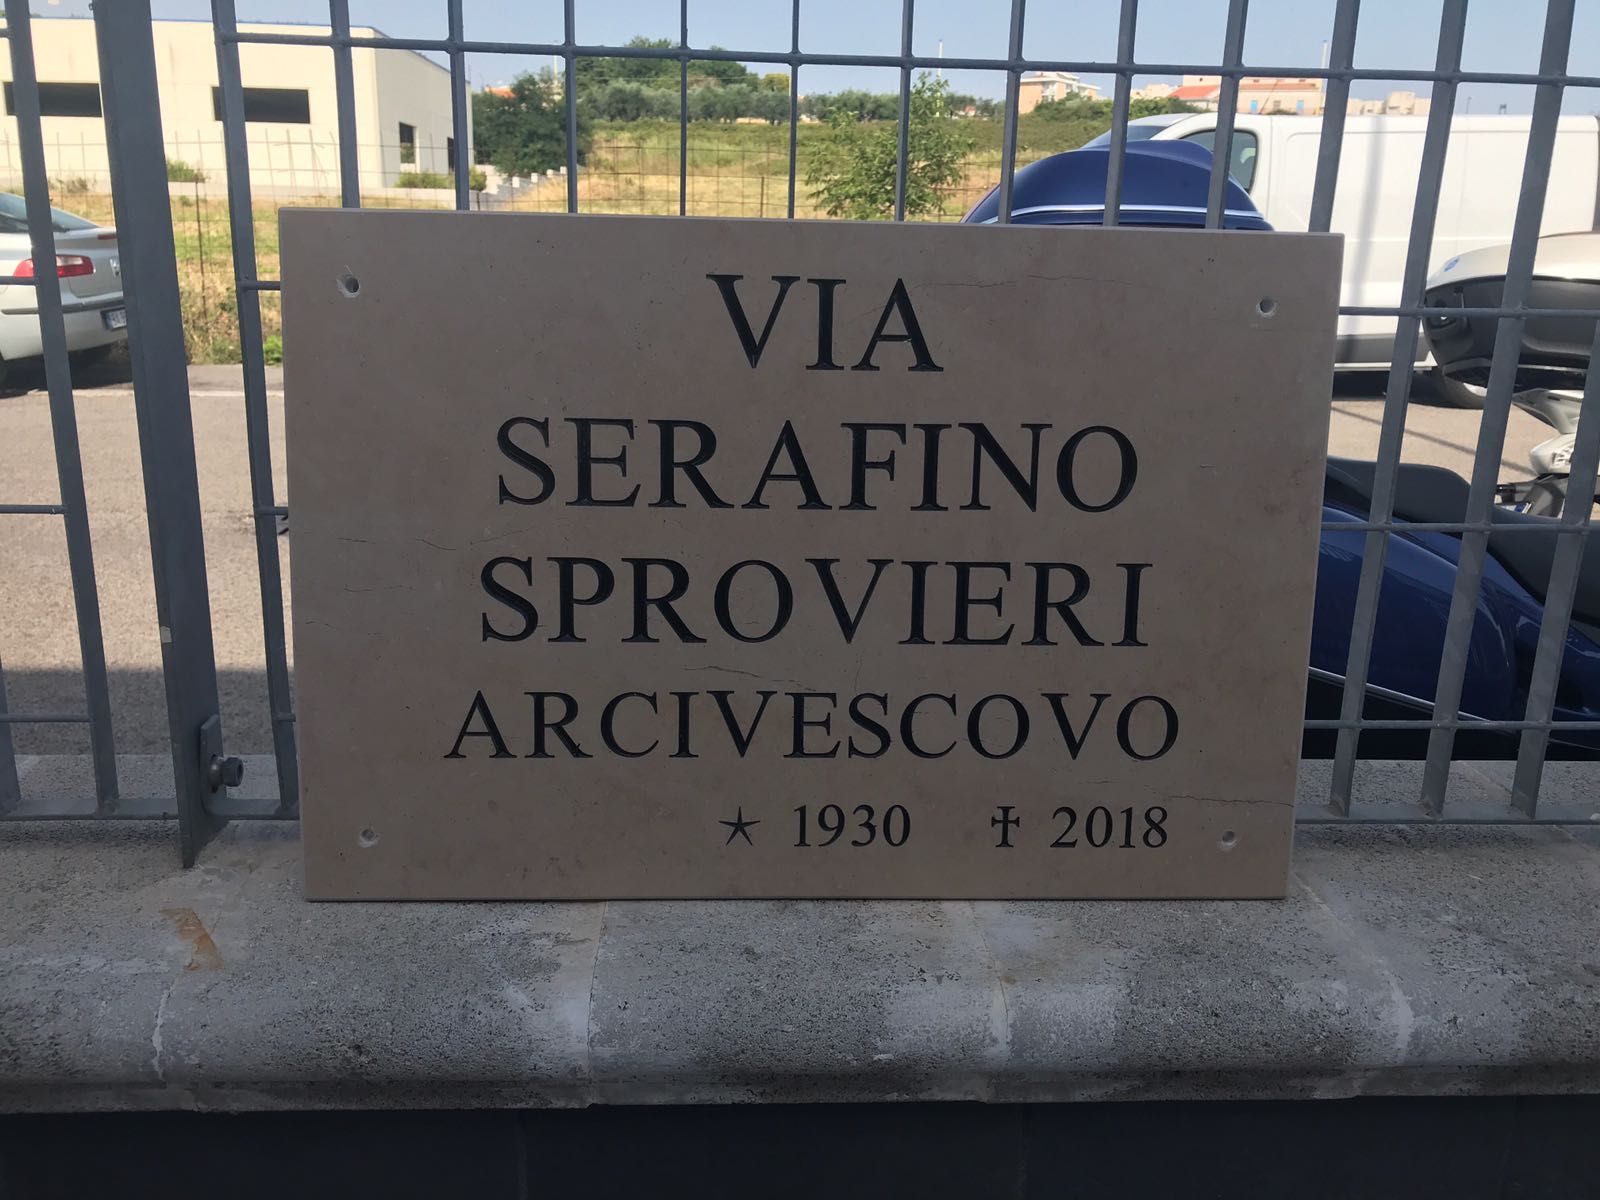 VIA
SERAFINO
SPROVIERI
ARCIVESCOVO
★ 1930 ✝ 2018